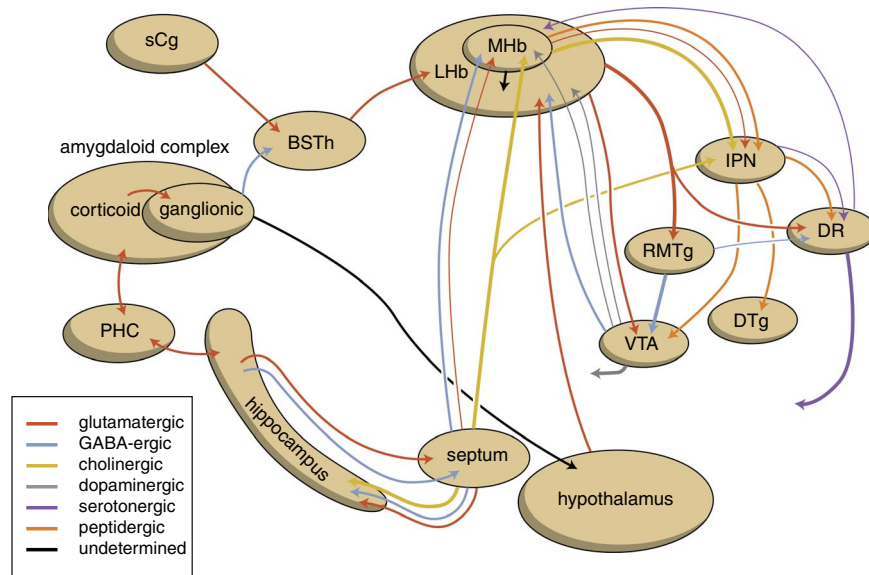 sCg
MHb
LHb
BSTh
amygdaloid complex
IPN
corticoid
ganglionic
DR
RMTg
PHC
DTg
VTA
hippocampus
septum
hypothalamus
glutamatergic
GABA-ergic
cholinergic
dopaminergic
serotonergic
peptidergic
undetermined